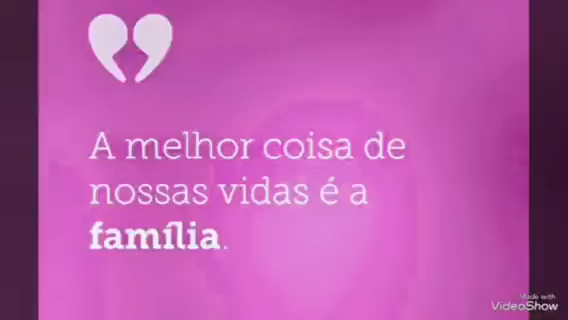 ”
A melhor coisa de
nossas vidas é a
família.
Made with
VideoShow